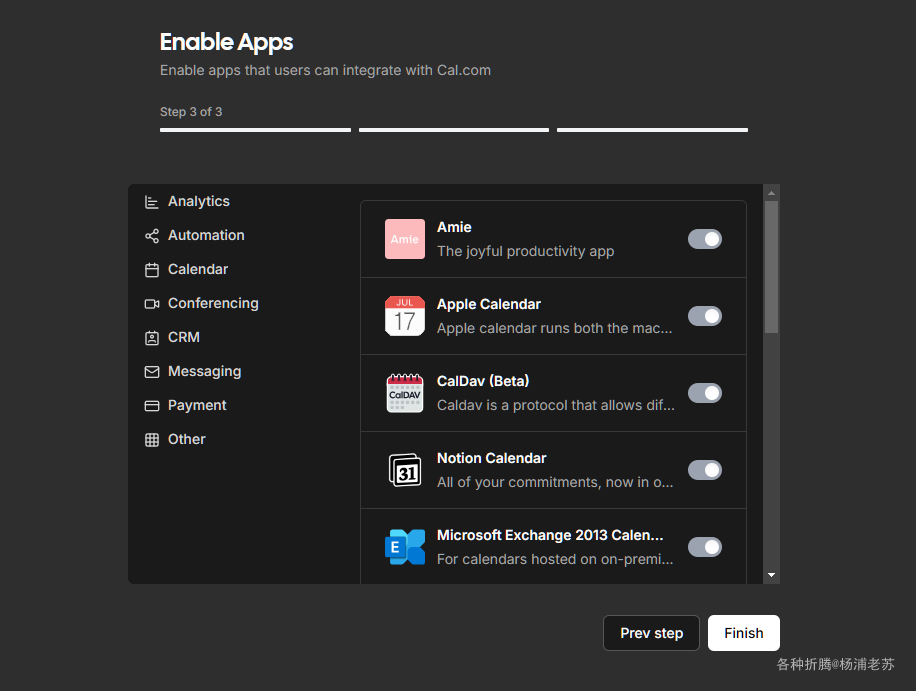 Enable Apps
Enable apps that users can integrate with Cal.com
Step 3 of 3
Analytics
Automation
Calendar
Conferencing
CRM
Messaging
Payment
Other
Amie
Amie
The joyful productivity app
JUL
17
Apple Calendar
Apple calendar runs both the mac...
CalDAV
CalDav (Beta)
Caldav is a protocol that allows dif...
31
Notion Calendar
All of your commitments, now in o...
E
Microsoft Exchange 2013 Calen...
For calendars hosted on on-premi...
Prev step
Finish
各种折腾@杨浦老苏